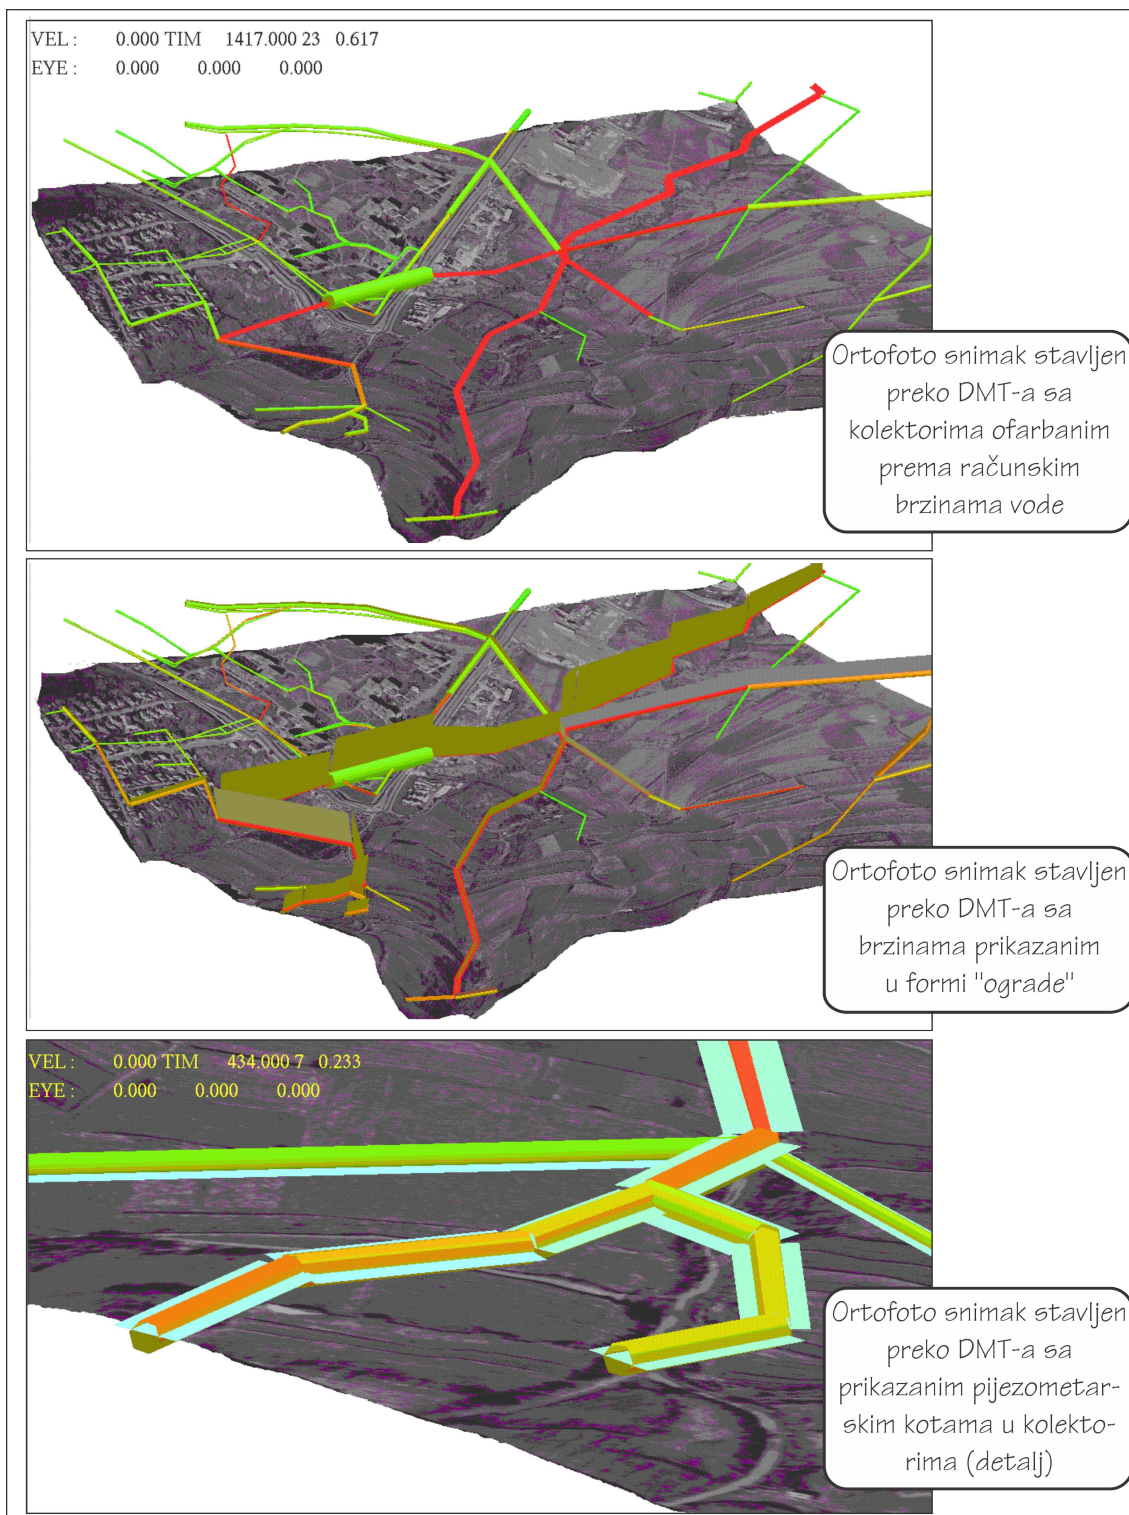 VEL : 0.000 TIM 1417.000 23 0.617
EYE : 0.000 0.000 0.000
Ortofoto snimak stavljen
preko DMT-a sa
kolektorima ofarbanim
prema računskim
brzinama vode
Ortofoto snimak stavljen
preko DMT-a sa
brzinama prikazanim
u formi "ograde"
VEL : 0.000 TIM 434.000 7 0.233
EYE : 0.000 0.000 0.000
Ortofoto snimak stavljen
preko DMT-a sa
prikazanim pijezometar-
skim kotama u kolekto-
rima (detalj)